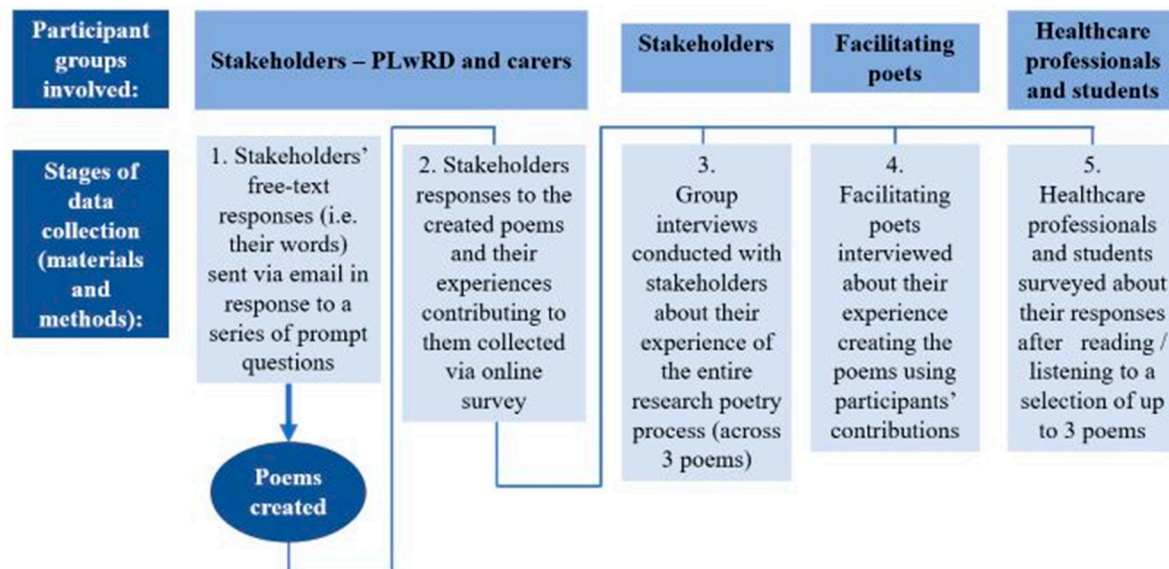 Participant
groups
involved:
Stakeholders – PLwRD and carers
Stakeholders
Facilitating
poets
Healthcare
professionals
and students
Stages of
data
collection
(materials
and
methods):
1. Stakeholders’
free-text
responses (i.e.
their words)
sent via email in
response to a
series of prompt
questions
Poems
created
2. Stakeholders
responses to the
created poems
and their
experiences
contributing to
them collected
via online
survey
3.
Group
interviews
conducted with
stakeholders
about their
experience of
the entire
research poetry
process (across
3 poems)
4.
Facilitating
poets
interviewed
about their
experience
creating the
poems using
participants’
contributions
5.
Healthcare
professionals
and students
surveyed about
their responses
after reading /
listening to a
selection of up
to 3 poems